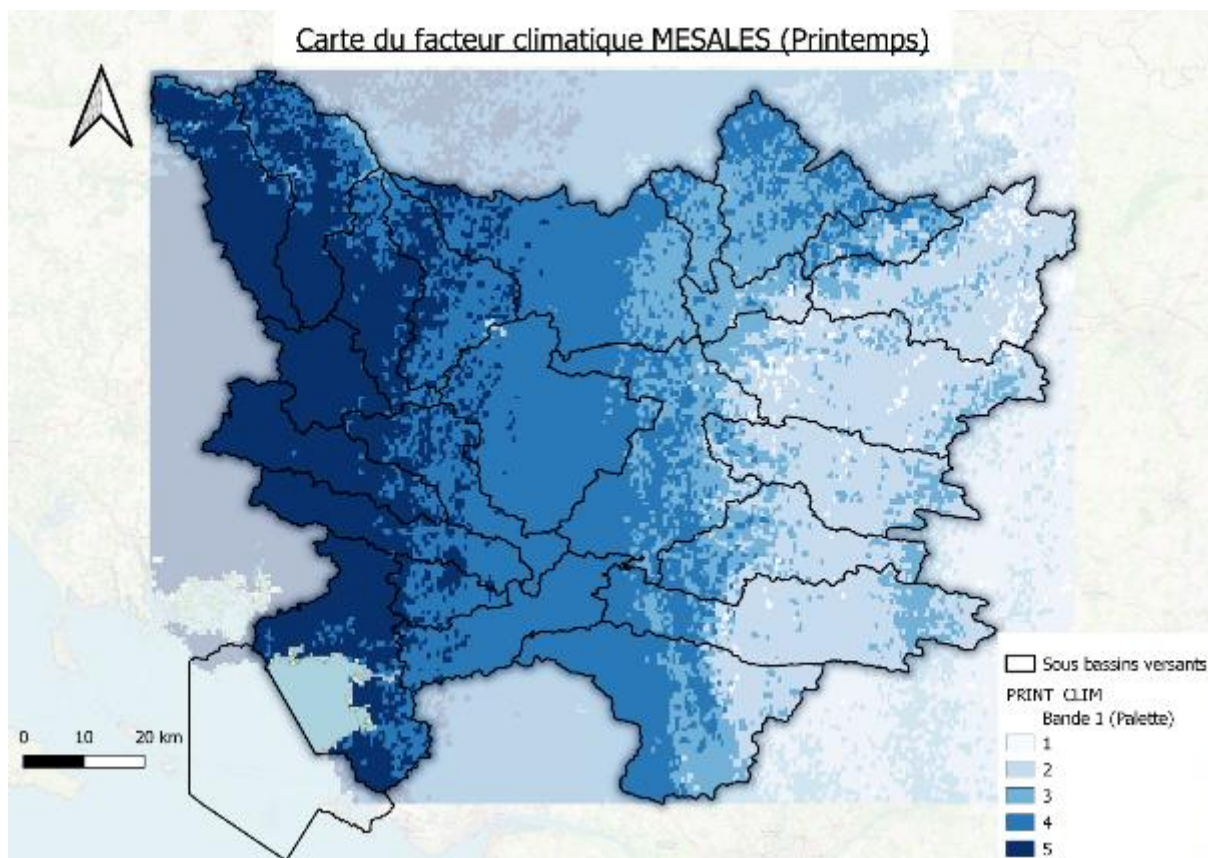 Carte du facteur climatique MESALES (Printemps)
Sous bassins versants
PRINT CLIM
Bande 1 (Palette)
1
2
3
4
5
0 10 20 km